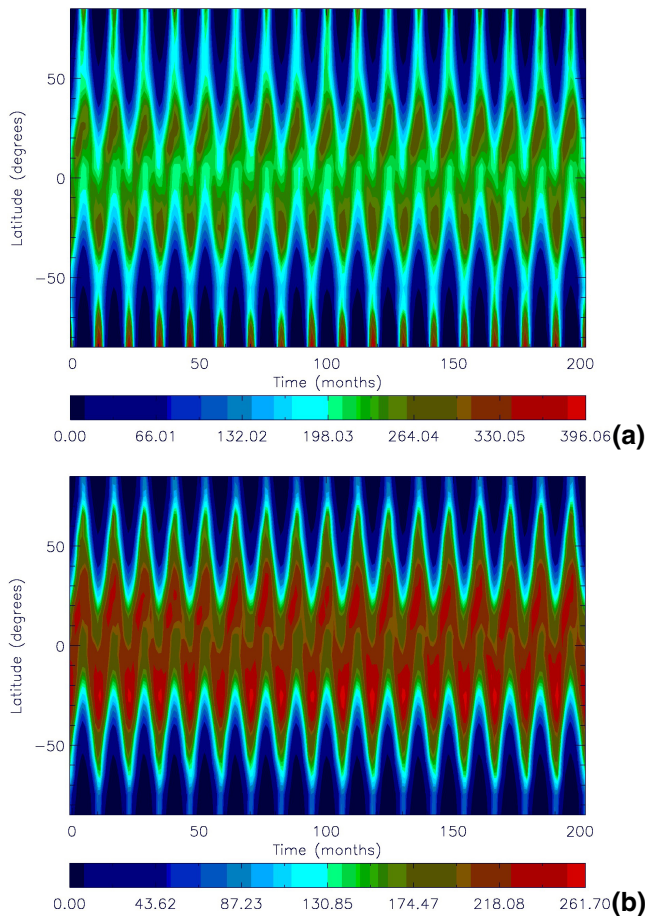 50
0
−50
Latitude (degrees)
0 50 100 150 200
Time (months)
0.00 66.01 132.02 198.03 264.04 330.05 396.06 (a)
50
0
−50
Latitude (degrees)
0 50 100 150 200
Time (months)
0.00 43.62 87.23 130.85 174.47 218.08 261.70 (b)